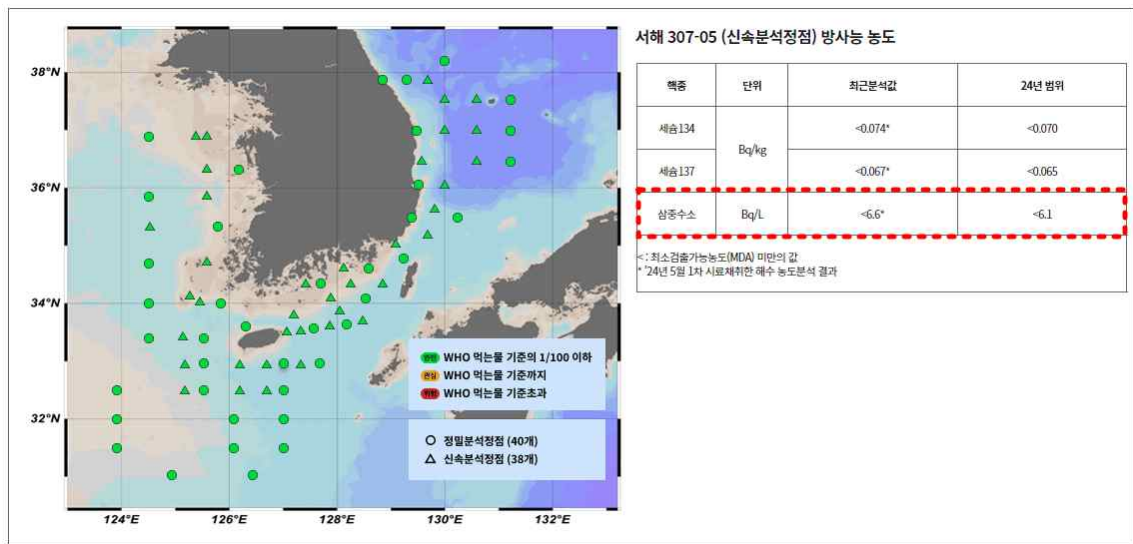 서해 307-05 (신속분석정점) 방사능 농도
핵종 단위 최근분석값 24년 범위
세슘134 Bq/kg <0.074* <0.070
세슘137 <0.067* <0.065
삼중수소 Bq/L <6.6* <6.1
< : 최소검출가능농도(MDA) 미만의 값
* '24년 5월 1차 시료채취한 해수 농도분석 결과
38°N
36°N
34°N
32°N
124°E 126°E 128°E 130°E 132°E
WHO 먹는물 기준의 1/100 이하
관심 WHO 먹는물 기준까지
WHO 먹는물 기준초과
정밀분석정점 (40개)
신속분석정점 (38개)